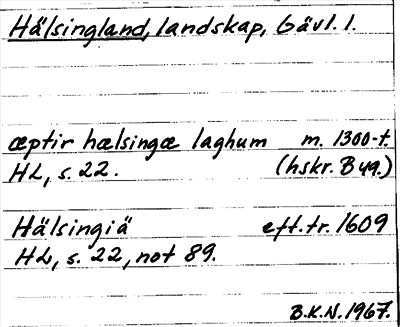 Hälsingland, landskap, Gävl. l.
æptir hælsingæ laghum m. 1300-t.
HL, s. 22. (hskr. B 49.)
Hälsingiä eft. tr. 1609
HL, s. 22, not 89.
B.K.N. 1967.